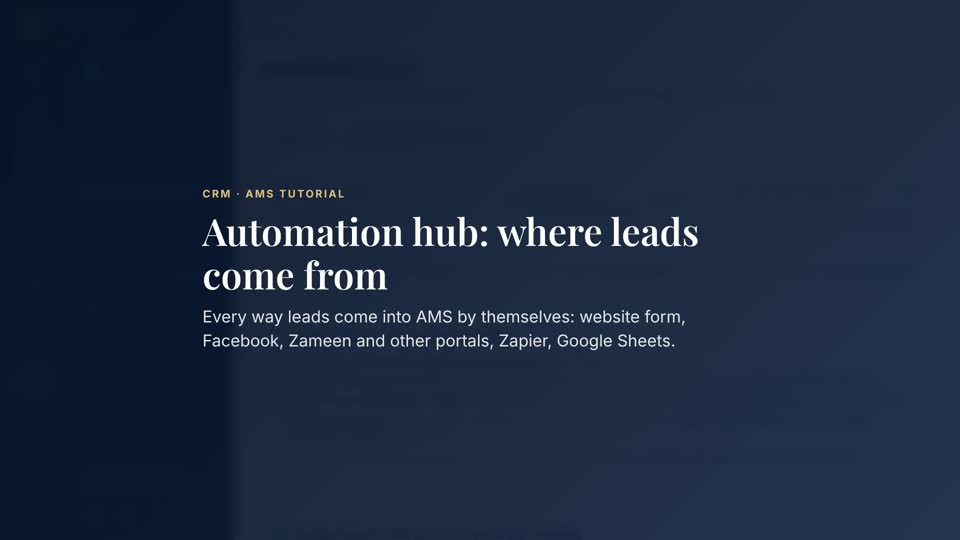 CRM · AMS TUTORIAL
Automation hub: where leads
come from
Every way leads come into AMS by themselves: website form,
Facebook, Zameen and other portals, Zapier, Google Sheets.